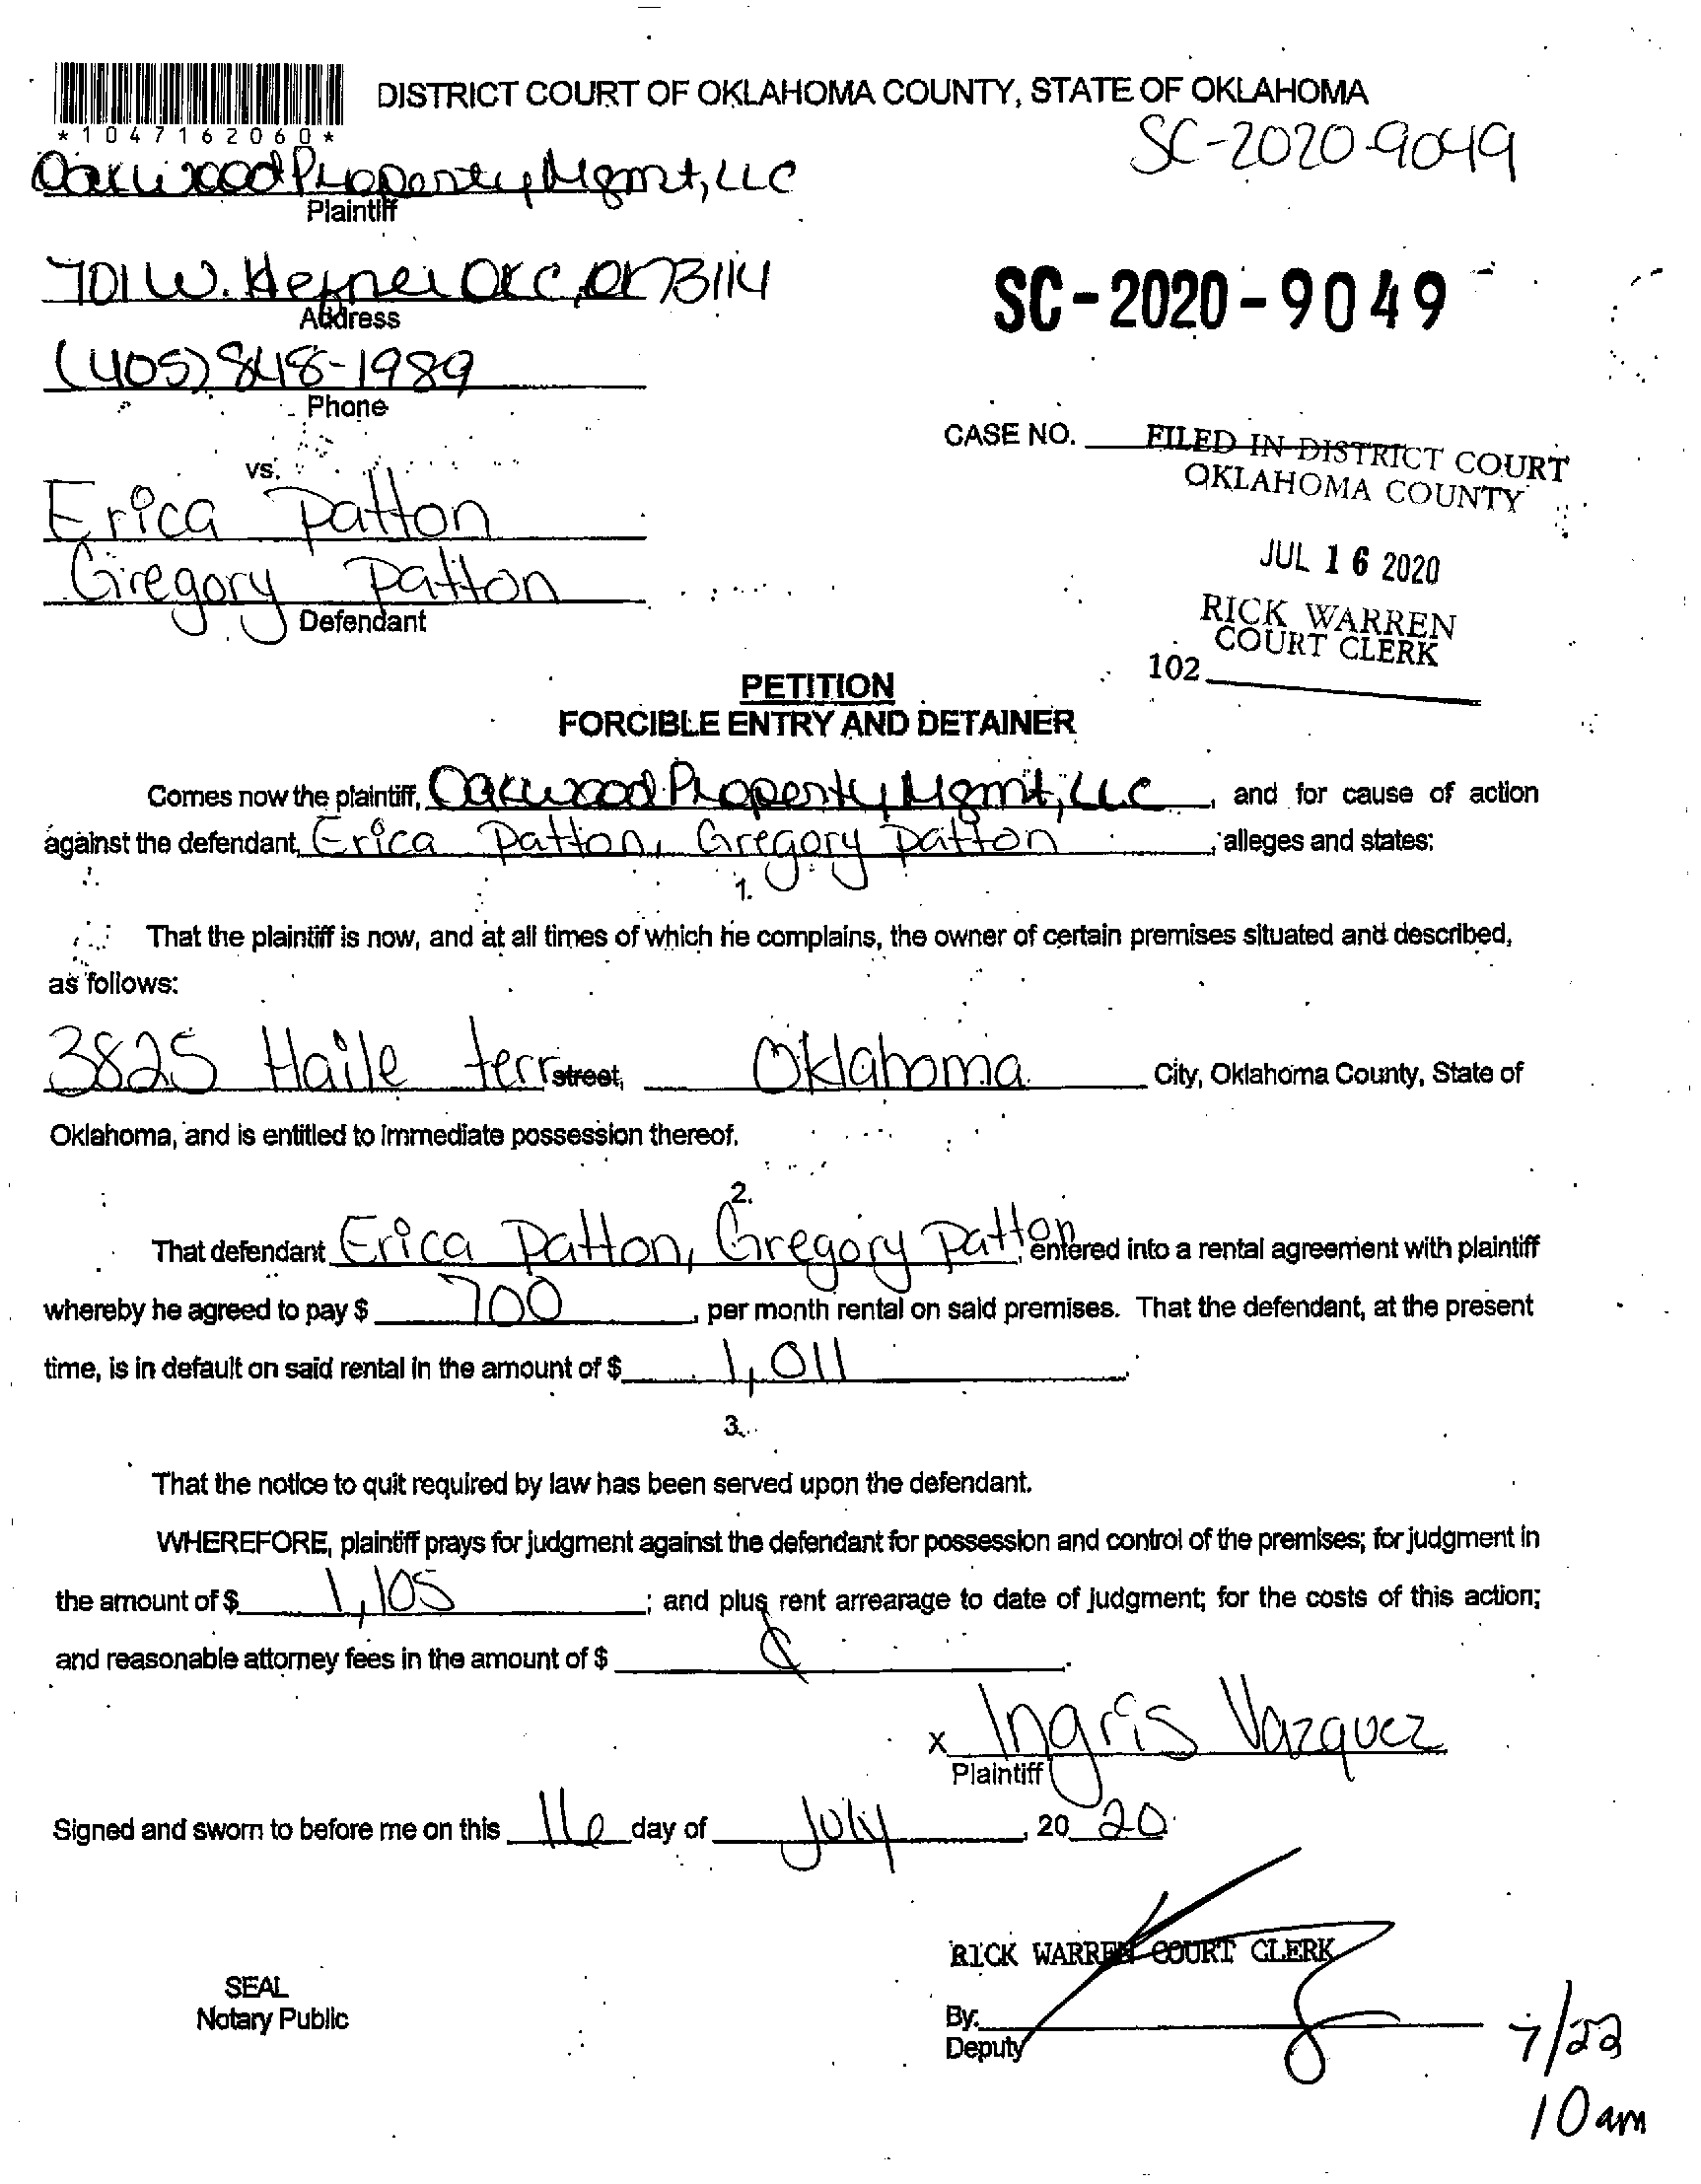 DISTRICT COURT OF OKLAHOMA COUNTY, STATE OF OKLAHOMA
*1047162060*
SC-2020-9049
Oakwood Property Mgmt, LLC
Plaintiff
701 W. Hefner OKC, OK 73114
Address
SC-2020-9049
(405) 848-1989
Phone
CASE NO.
FILED IN DISTRICT COURT
OKLAHOMA COUNTY
vs.
Erica Patton
Gregory Patton
Defendant
JUL 16 2020
RICK WARREN
COURT CLERK
102
PETITION
FORCIBLE ENTRY AND DETAINER
Comes now the plaintiff, Oakwood Property Mgmt, LLC, and for cause of action
against the defendant, Erica Patton, Gregory Patton, alleges and states:
1.
That the plaintiff is now, and at all times of which he complains, the owner of certain premises situated and described,
as follows:
3825 Haile terr street, Oklahoma City, Oklahoma County, State of
Oklahoma, and is entitled to immediate possession thereof.
2.
That defendant Erica Patton, Gregory Patton, entered into a rental agreement with plaintiff
whereby he agreed to pay $ 700, per month rental on said premises. That the defendant, at the present
time, is in default on said rental in the amount of $ 1,011.
3.
That the notice to quit required by law has been served upon the defendant.
WHEREFORE, plaintiff prays for judgment against the defendant for possession and control of the premises; for judgment in
the amount of $ 1,105; and plus rent arrearage to date of judgment; for the costs of this action;
and reasonable attorney fees in the amount of $
x Ingris Vazquez
Plaintiff
Signed and sworn to before me on this 16 day of July, 20 20
RICK WARREN COURT CLERK
SEAL
Notary Public
By:
Deputy
7/22
10am